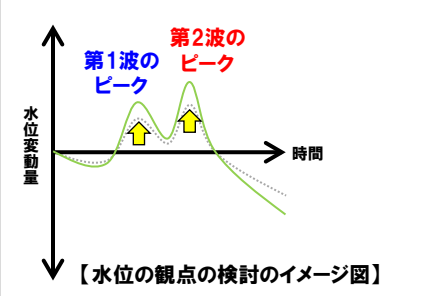 第2波の
ピーク
第1波の
ピーク
水位変動量
時間
【水位の観点の検討のイメージ図】